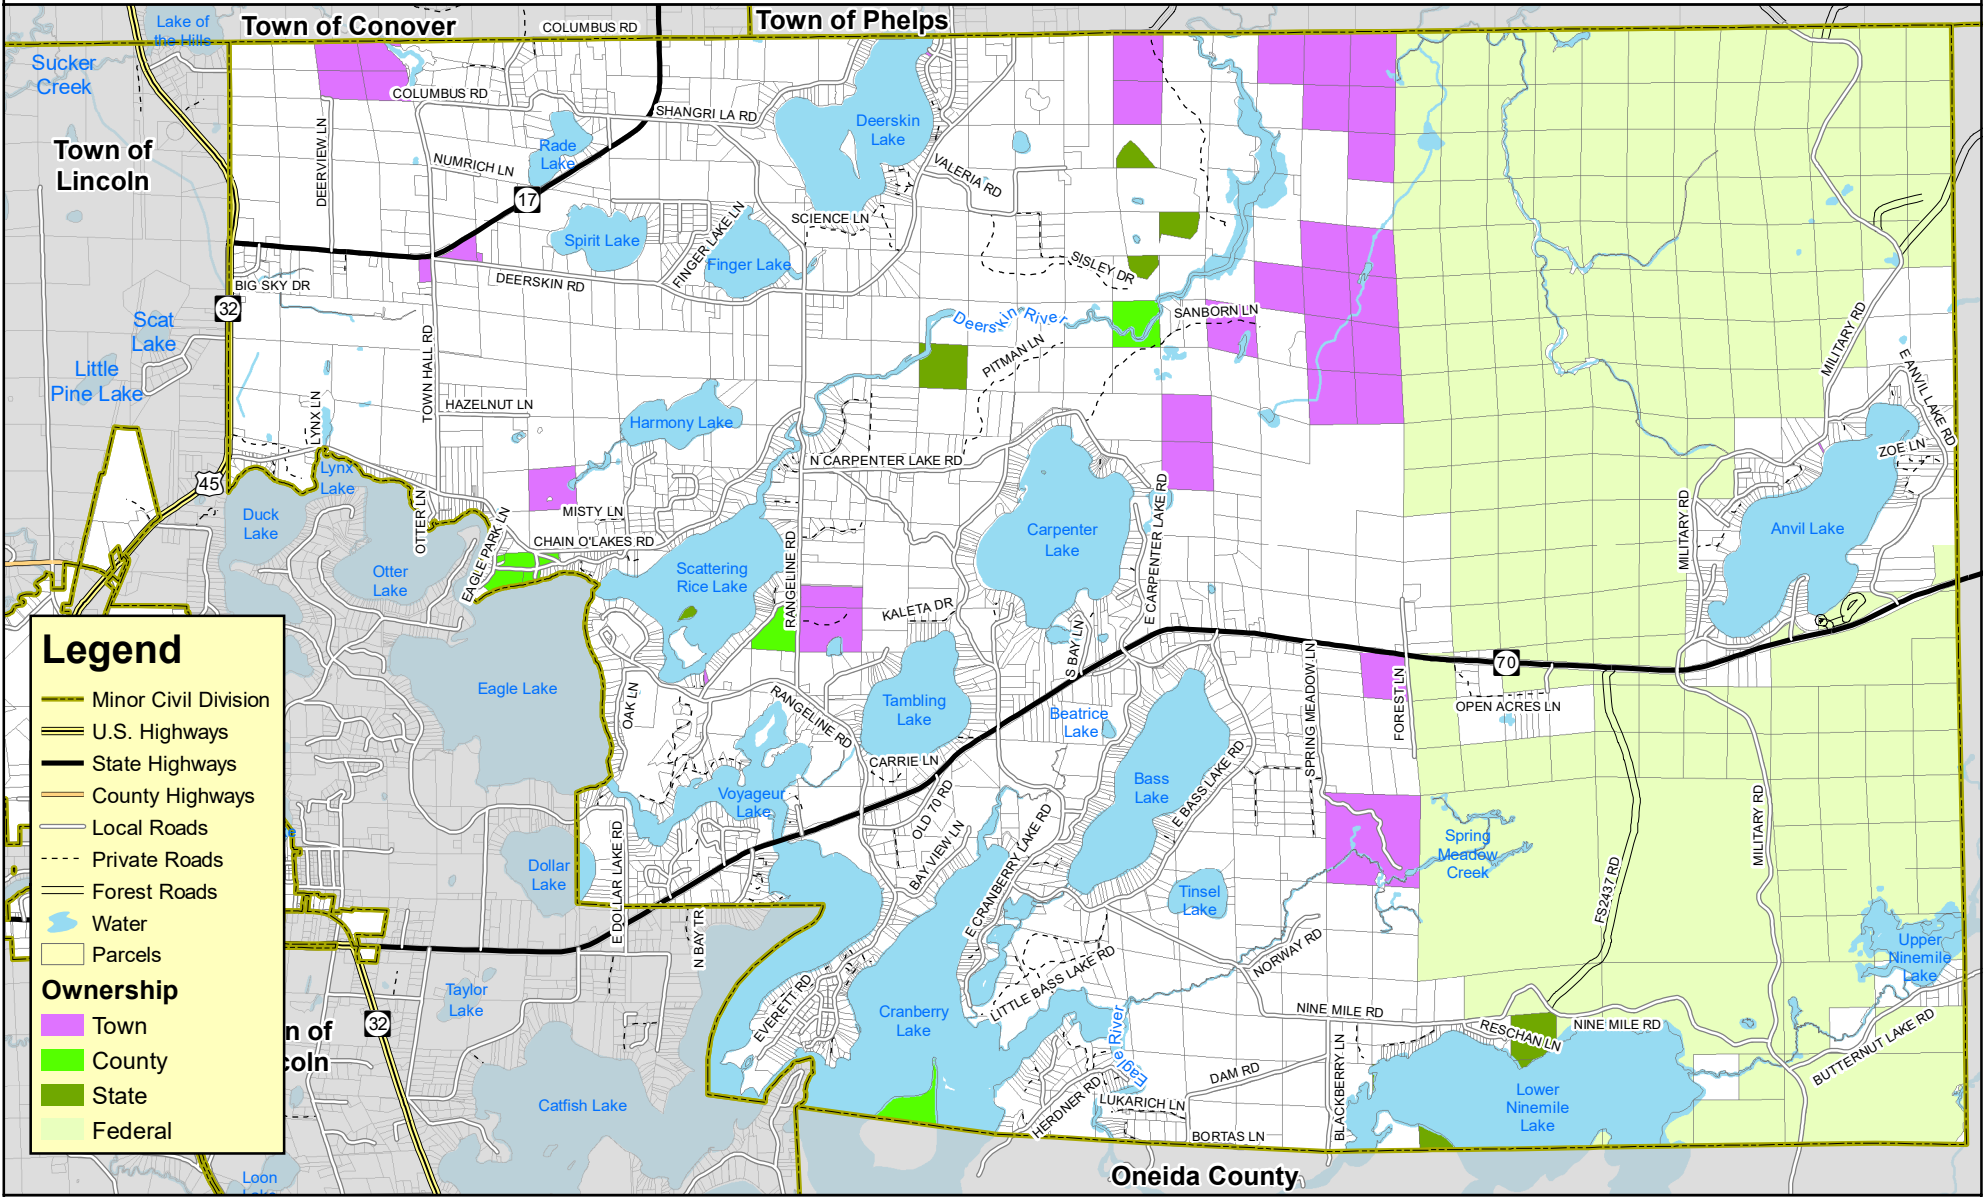 Lake of
the Hills
Town of Conover
COLUMBUS RD
Town of Phelps
Sucker
Creek
COLUMBUS RD
SHANGRI LA RD
Deerskin
Lake
Town of
Lincoln
DEERVIEW LN
NUMRICH LN
Rade
Lake
VALERIA RD
17
SCIENCE LN
FINGER LAKE LN
Spirit Lake
Finger Lake
SISLEY DR
BIG SKY DR
DEERSKIN RD
32
Deerskin River
SANBORN LN
Scat
Lake
PITMAN LN
MILITARY RD
Little
Pine Lake
TOWN HALL RD
E ANVIL LAKE RD
LYNX LN
HAZELNUT LN
Harmony Lake
ZOE LN
N CARPENTER LAKE RD
Lynx
Lake
45
OTTER LN
EAGLE PARK LN
MISTY LN
Duck
Lake
CHAIN O'LAKES RD
Carpenter
Lake
E CARPENTER LAKE RD
MILITARY RD
Anvil Lake
Otter
Lake
Scattering
Rice Lake
RANGELINE RD
KALETA DR
S BAY LN
Legend
Minor Civil Division
U.S. Highways
State Highways
County Highways
Local Roads
Private Roads
Forest Roads
Water
Parcels
Ownership
Town
County
State
Federal
70
Eagle Lake
OAK LN
RANGELINE RD
Tambling
Lake
Beatrice
Lake
SPRING MEADOW LN
FOREST LN
OPEN ACRES LN
CARRIE LN
Bass
Lake
E BASS LAKE RD
Voyageur
Lake
OLD 70 RD
MILITARY RD
Spring
Meadow
Creek
BAY VIEW LN
E CRANBERRY LAKE RD
Dollar
Lake
E DOLLAR LAKE RD
Tinsel
Lake
FS2437 RD
N BAY TR
NORWAY RD
Upper
Ninemile
Lake
LITTLE BASS LAKE RD
Taylor
Lake
EVERETT RD
Cranberry
Lake
Eagle River
NINE MILE RD
RESCHAN LN
NINE MILE RD
BUTTERNUT LAKE RD
32
n of
coln
DAM RD
BLACKBERRY LN
HERDNER RD
LUKARICH LN
Catfish Lake
Lower
Ninemile
Lake
BORTAS LN
Oneida County
Loon